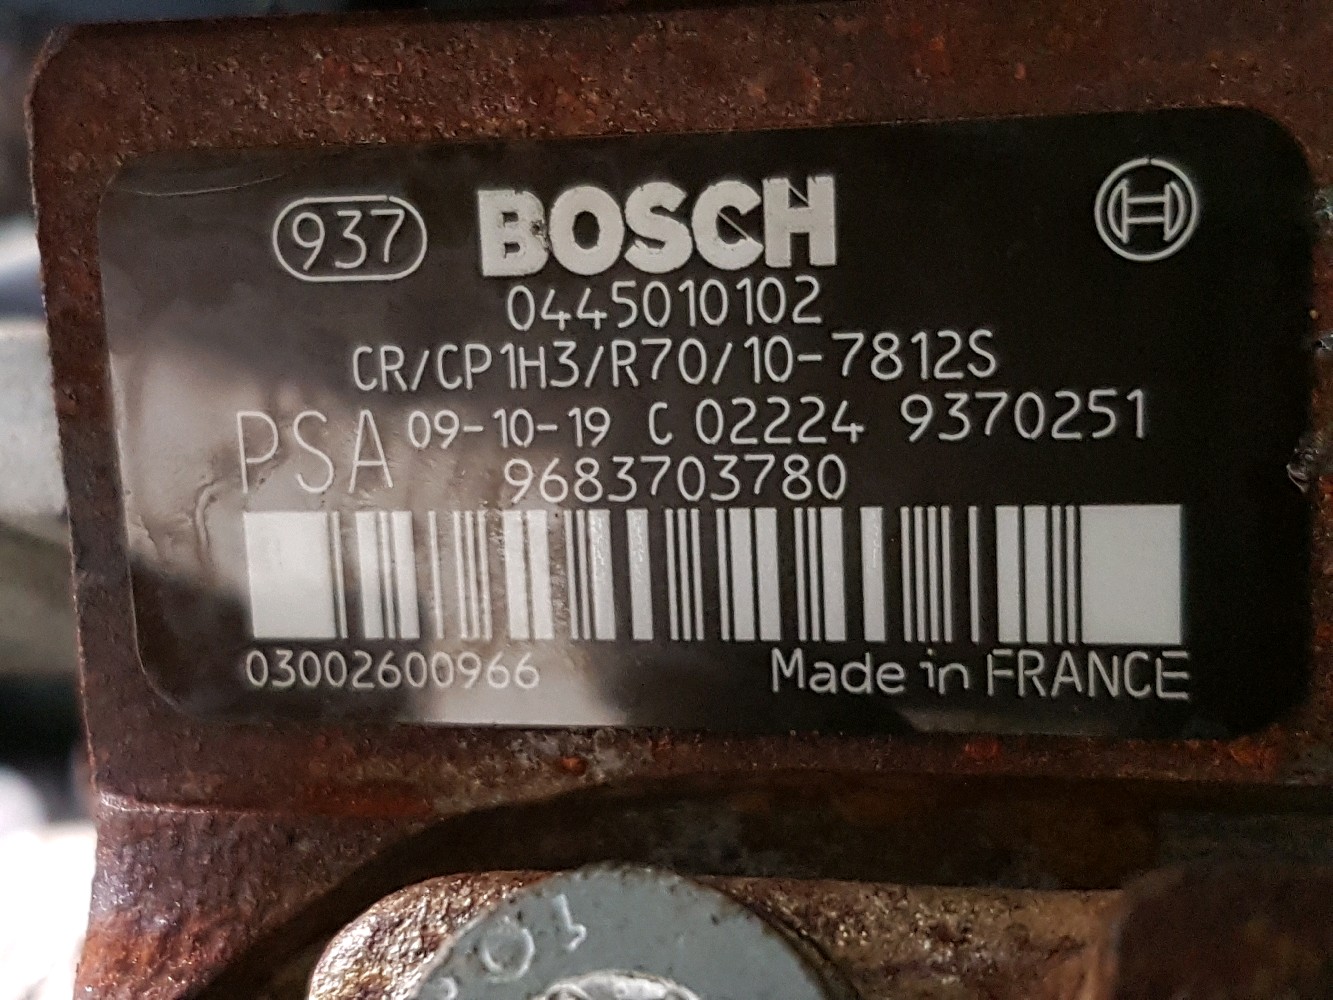 937 BOSCH
0445010102
CR/CP1H3/R70/10-7812S
PSA 09-10-19 C 02224 9370251
9683703780
03002600966 Made in FRANCE